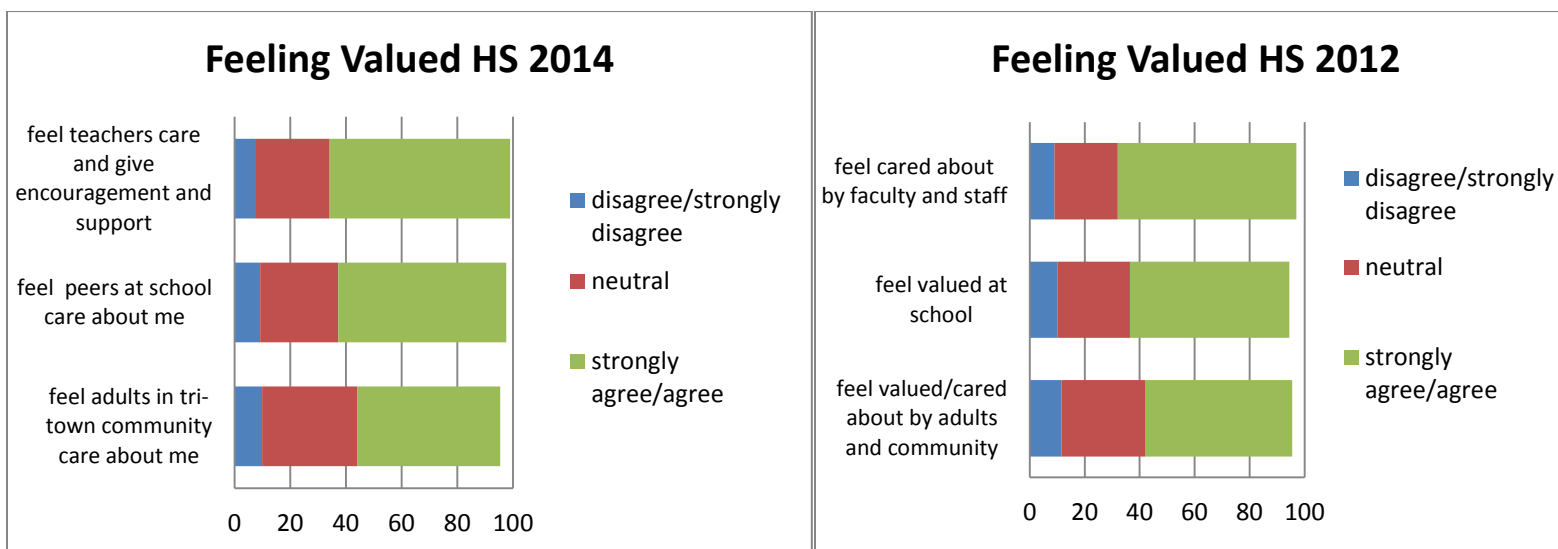 Feeling Valued HS 2014
feel teachers care
and give
encouragement and
support
feel peers at school
care about me
feel adults in tri-
town community
care about me
0 20 40 60 80 100
disagree/strongly
disagree
neutral
strongly
agree/agree
Feeling Valued HS 2012
feel cared about
by faculty and staff
feel valued at
school
feel valued/cared
about by adults
and community
0 20 40 60 80 100
disagree/strongly
disagree
neutral
strongly
agree/agree